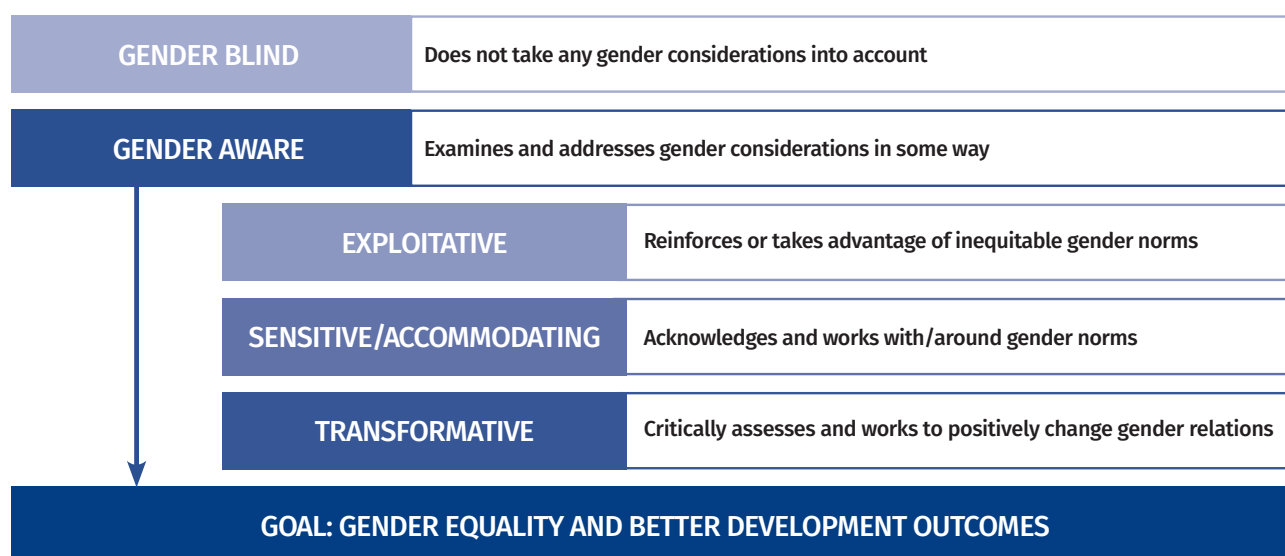 GENDER BLIND
Does not take any gender considerations into account
GENDER AWARE
Examines and addresses gender considerations in some way
EXPLOITATIVE
Reinforces or takes advantage of inequitable gender norms
SENSITIVE/ACCOMMODATING
Acknowledges and works with/around gender norms
TRANSFORMATIVE
Critically assesses and works to positively change gender relations
GOAL: GENDER EQUALITY AND BETTER DEVELOPMENT OUTCOMES